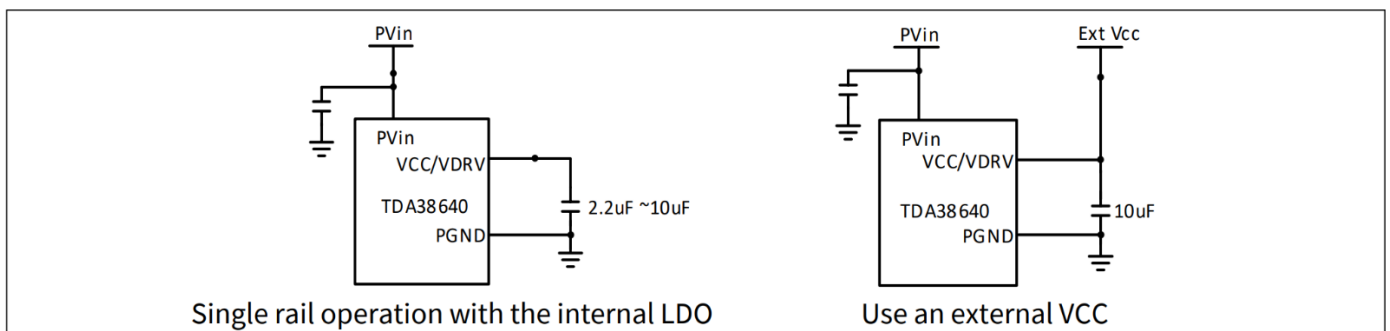 PVin
PVin
VCC/VDRV
TDA38640
PGND
2.2uF ~10uF
Single rail operation with the internal LDO
PVin
Ext Vcc
PVin
VCC/VDRV
TDA38640
PGND
10uF
Use an external VCC